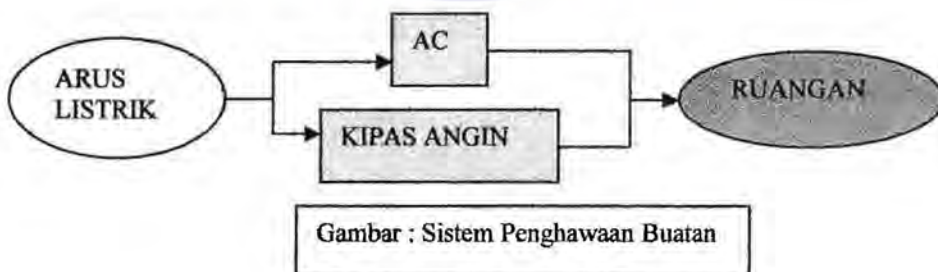 ARUS
LISTRIK
AC
KIPAS ANGIN
RUANGAN
Gambar : Sistem Penghawaan Buatan